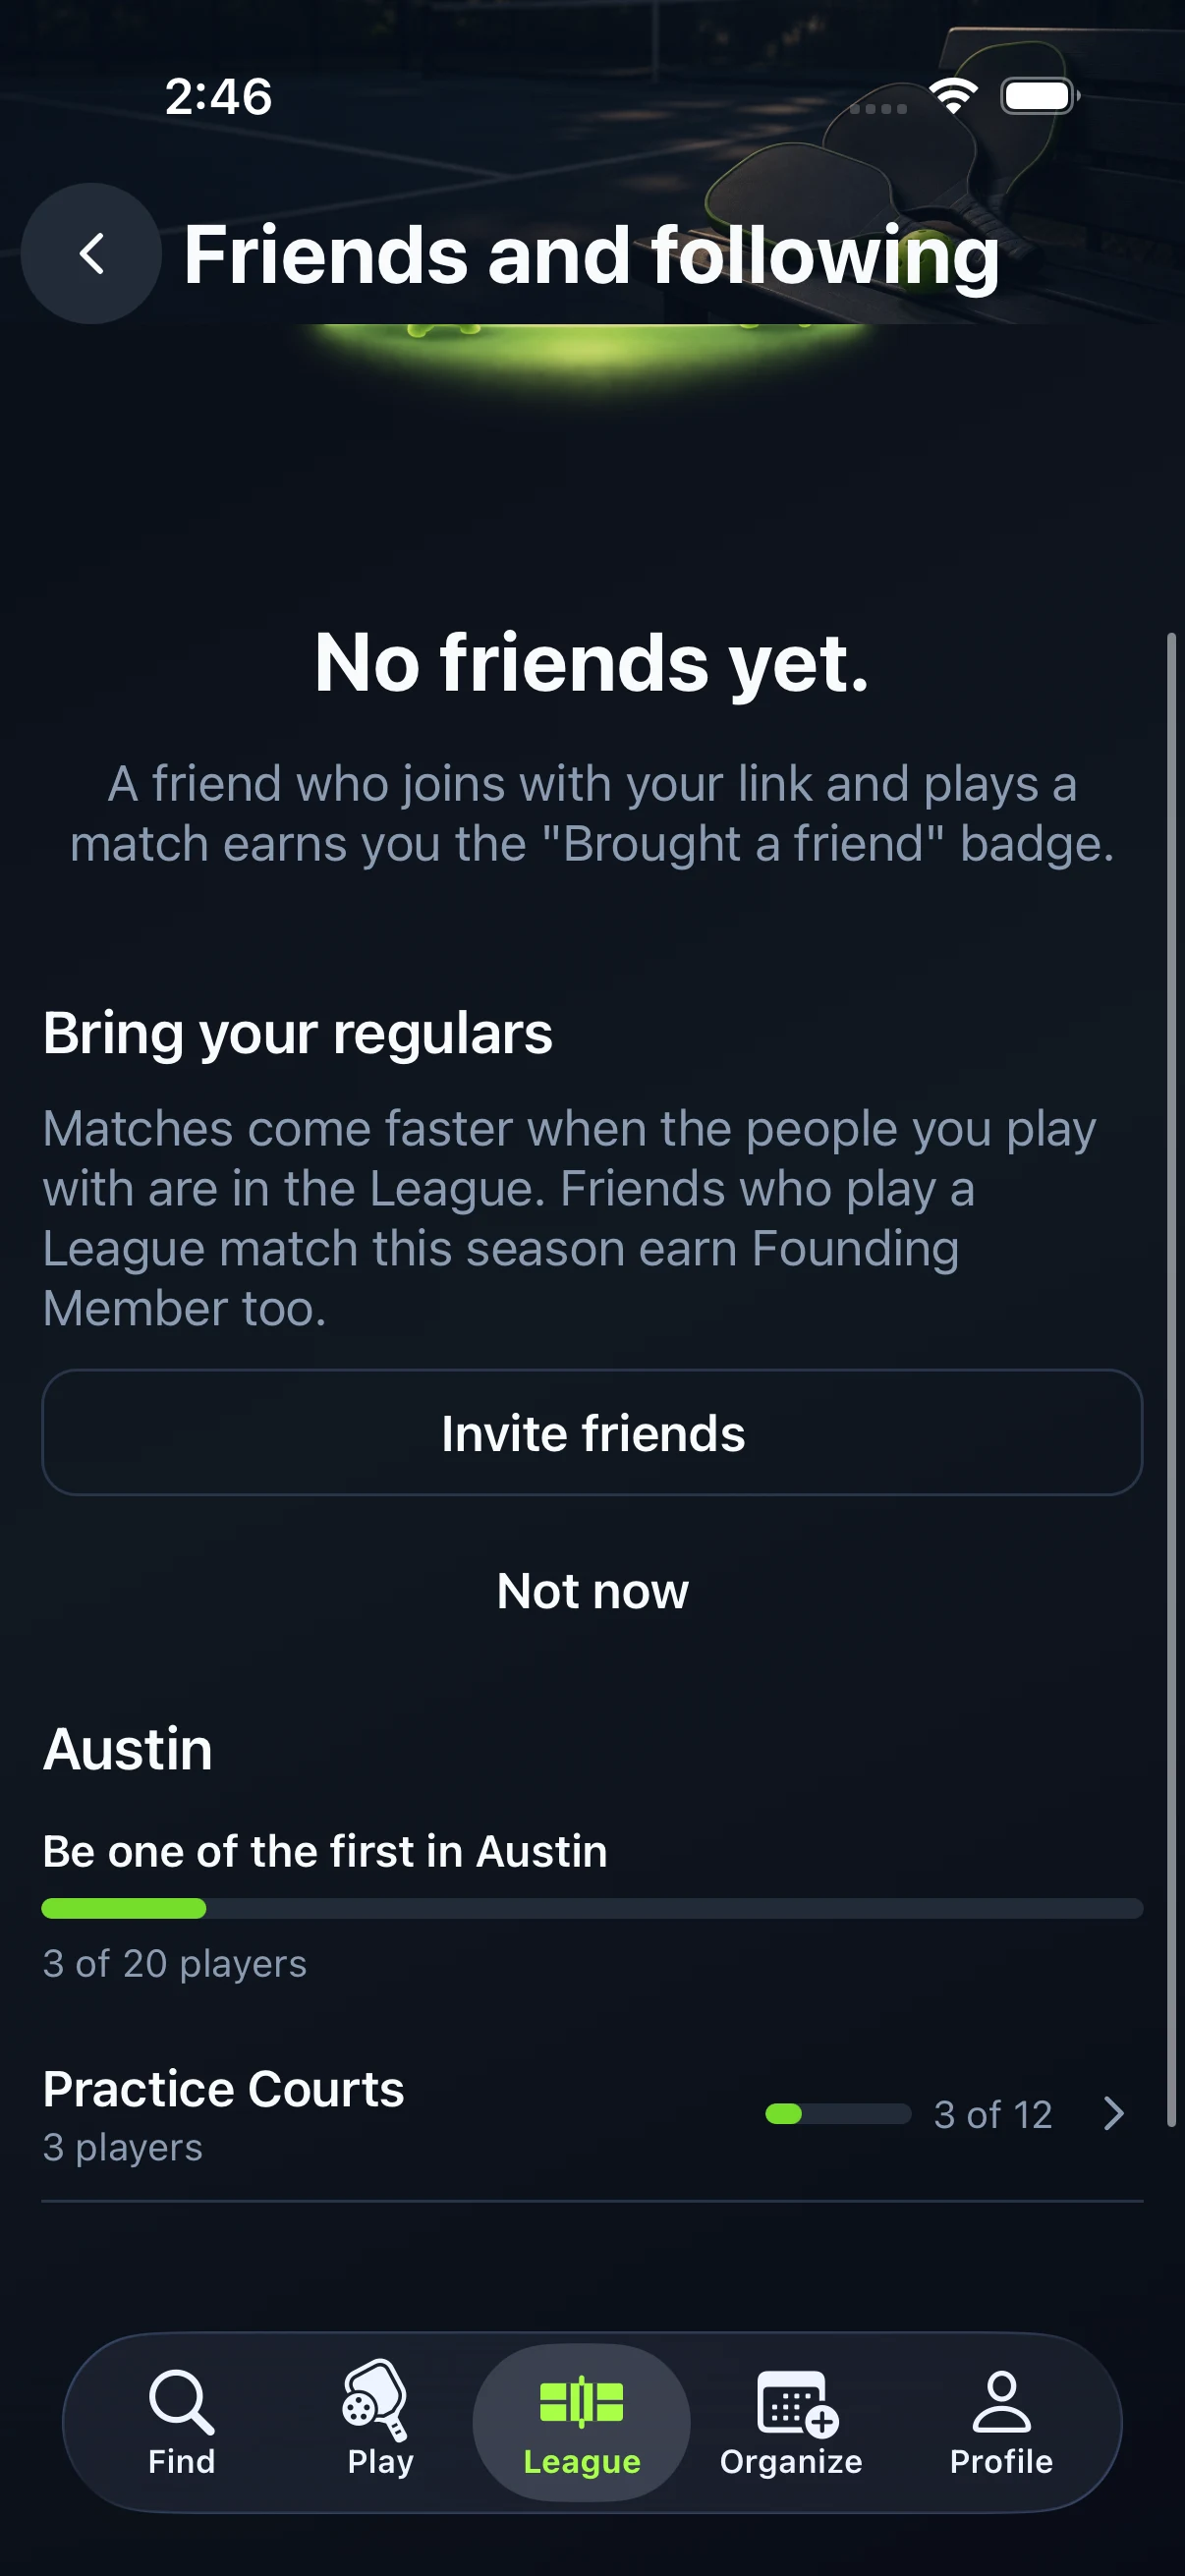 2:46
Friends and following
No friends yet.
A friend who joins with your link and plays a
match earns you the "Brought a friend" badge.
Bring your regulars
Matches come faster when the people you play
with are in the League. Friends who play a
League match this season earn Founding
Member too.
Invite friends
Not now
Austin
Be one of the first in Austin
3 of 20 players
Practice Courts
3 players
3 of 12
Find
Play
League
Organize
Profile